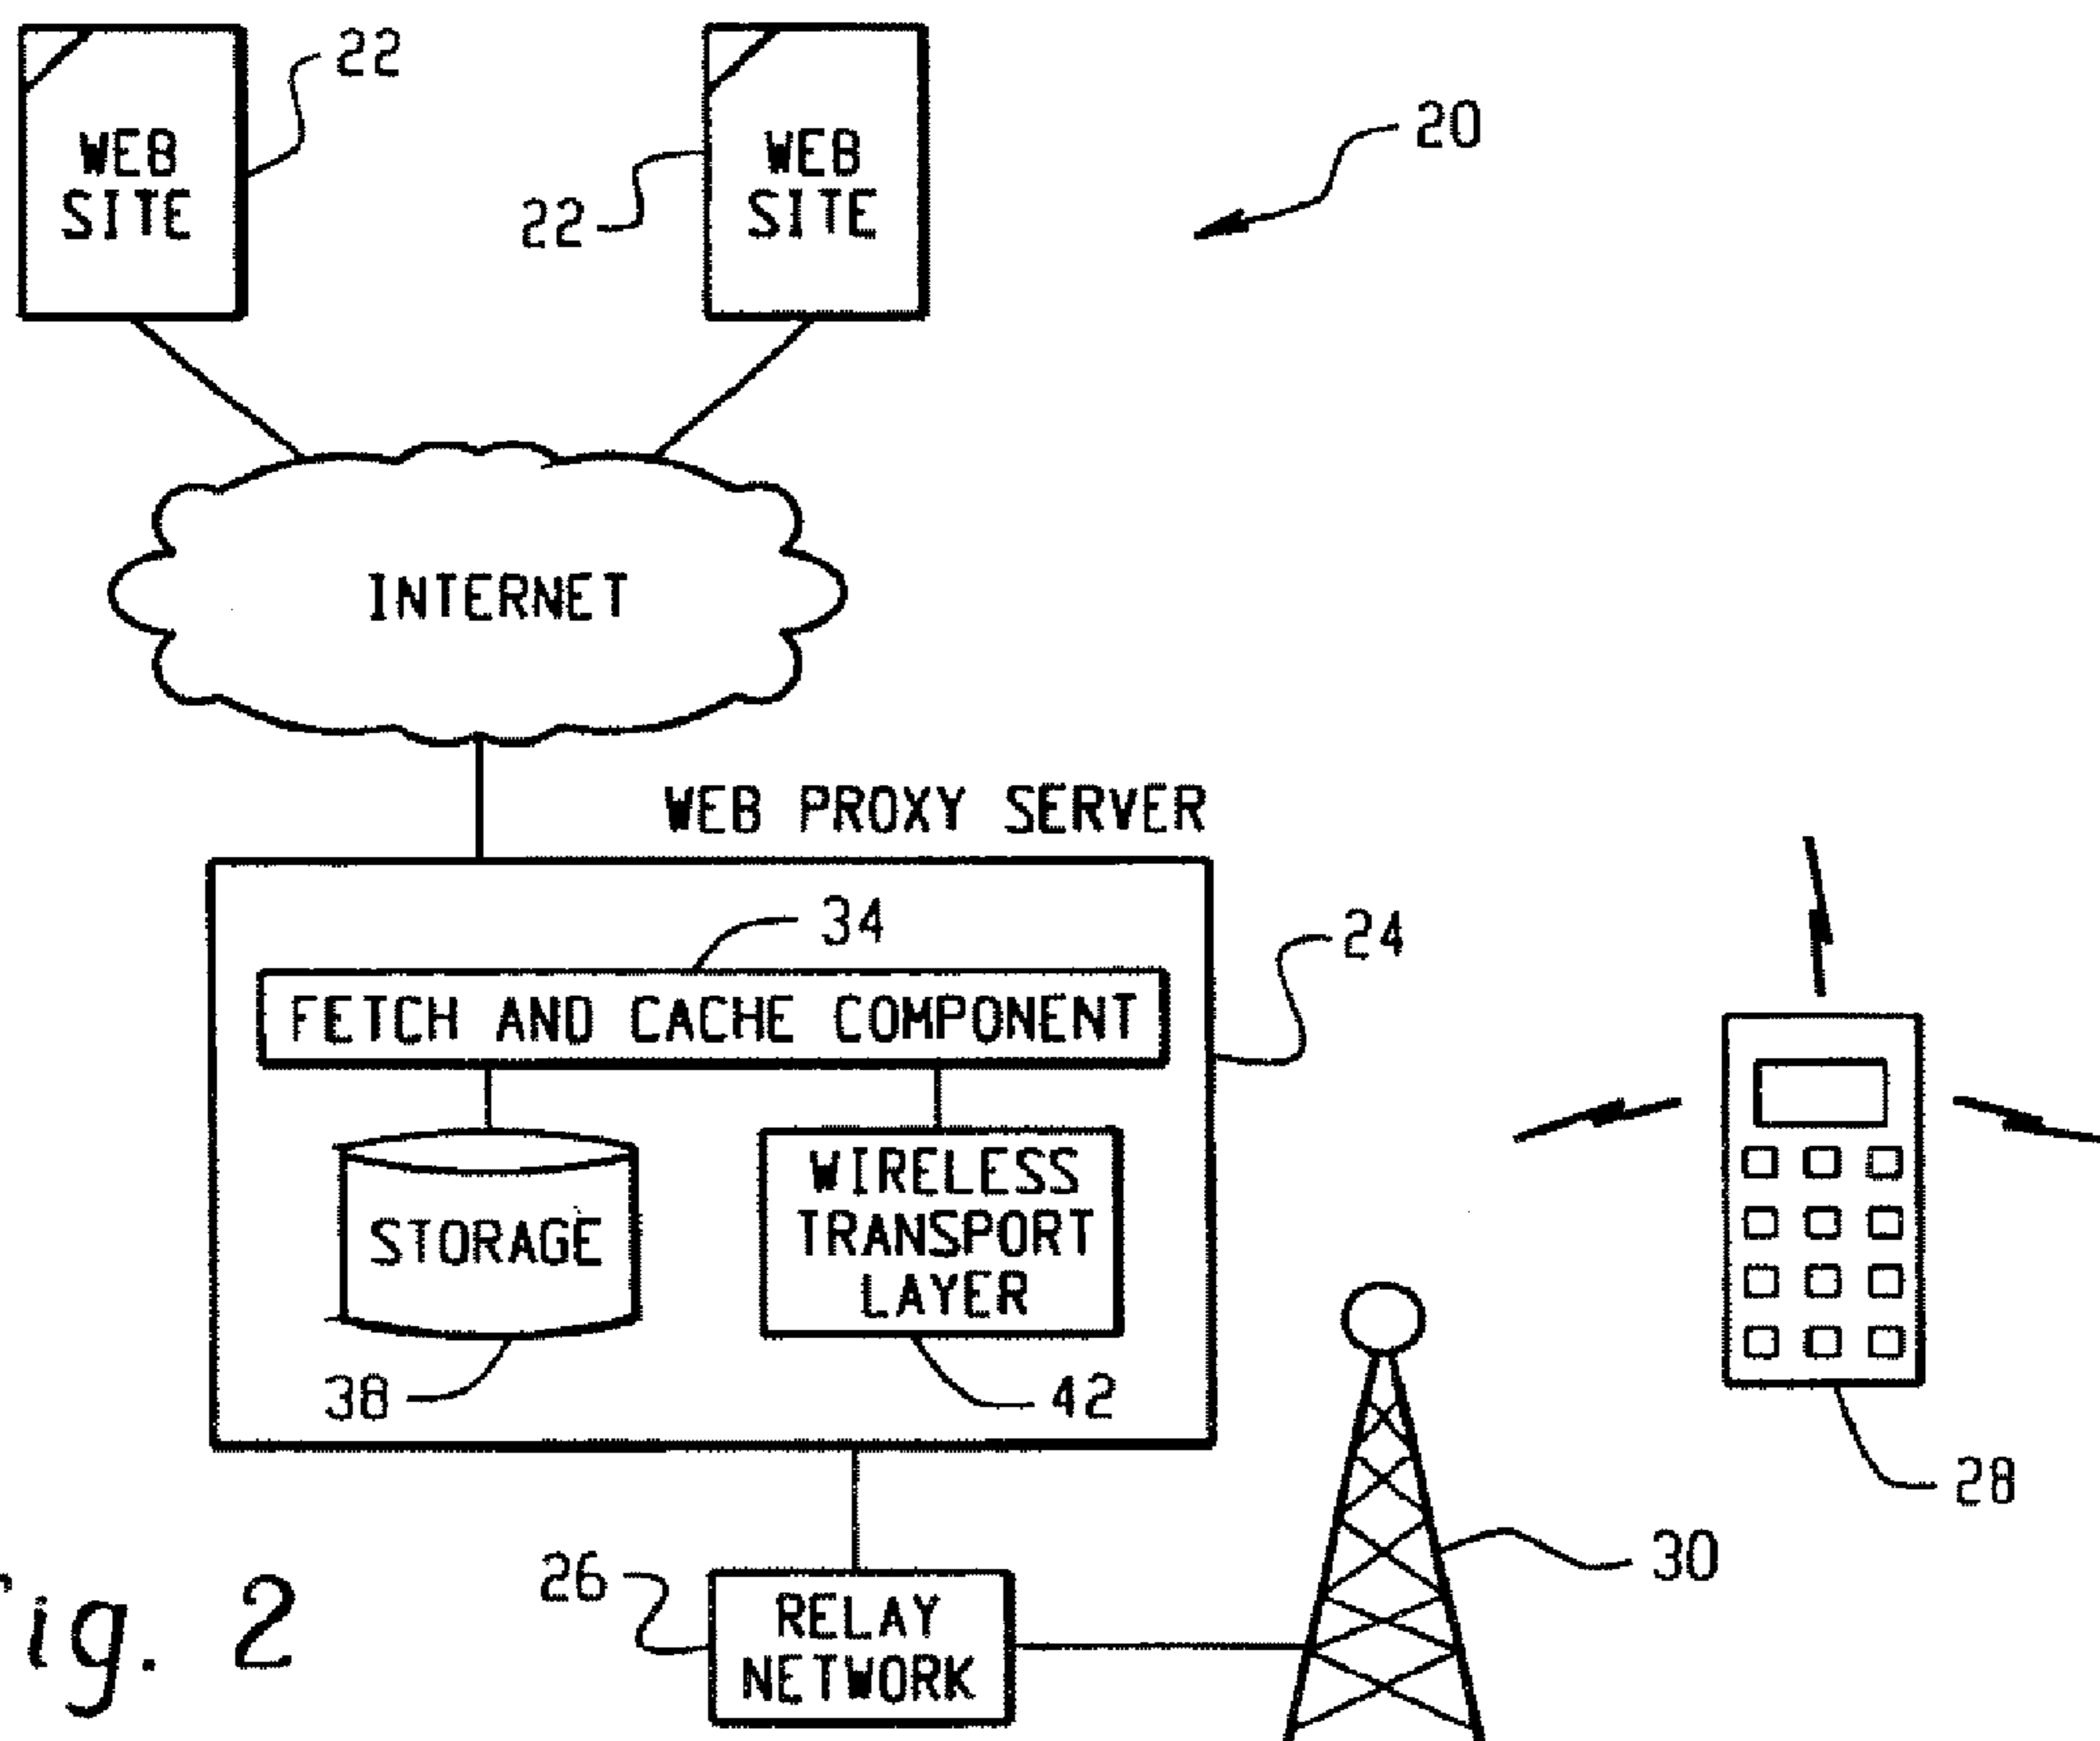 22
20
WEB
SITE
22
WEB
SITE
INTERNET
WEB PROXY SERVER
34
24
FETCH AND CACHE COMPONENT
STORAGE
WIRELESS
TRANSPORT
LAYER
38
42
28
30
26
RELAY
NETWORK
ig. 2